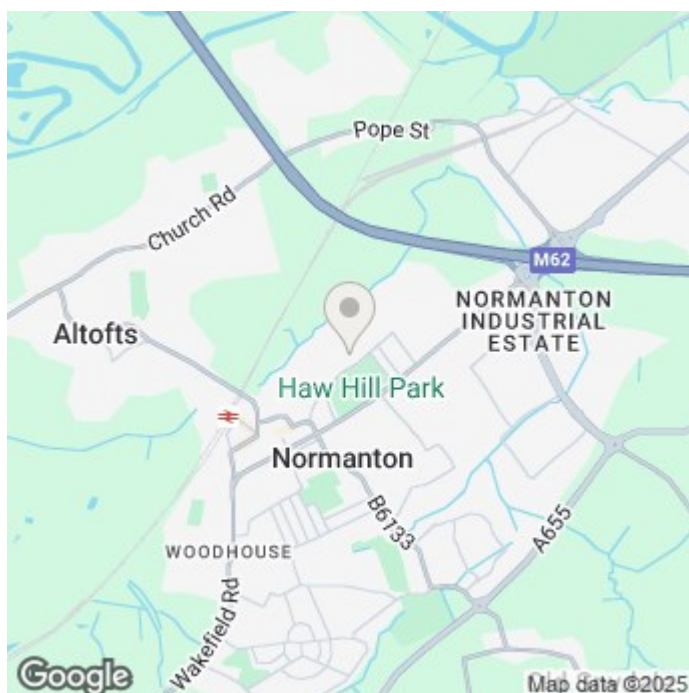 Pope St
Church Rd
M62
NORMANTON
INDUSTRIAL
ESTATE
Altofts
Haw Hill Park
Normanton
B6133
A655
WOODHOUSE
Wakefield Rd
Google
Map data ©2025